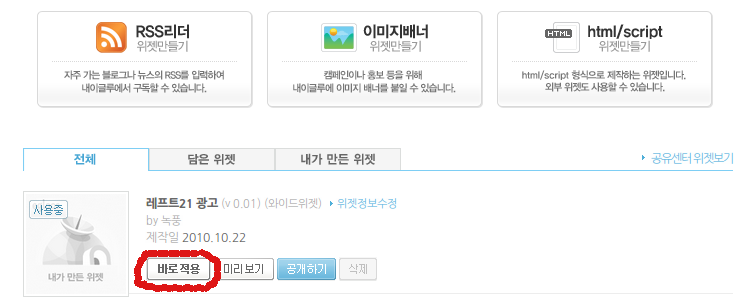 RSS리더
위젯만들기
자주 가는 블로그나 뉴스의 RSS를 입력하여
내이글루에서 구독할 수 있습니다.
이미지배너
위젯만들기
캠페인이나 홍보 등을 위해
내이글루에 이미지 배너를 붙일 수 있습니다.
HTML
html/script
위젯만들기
html/script 형식으로 제작하는 위젯입니다.
외부 위젯도 사용할 수 있습니다.
전체
담은 위젯
내가 만든 위젯
공유센터 위젯보기
사용중
내가 만든 위젯
레프트21 광고 (v 0.01) (와이드위젯) 위젯정보수정
by 녹풍
제작일 2010.10.22
바로적용 미리보기 공개하기 삭제